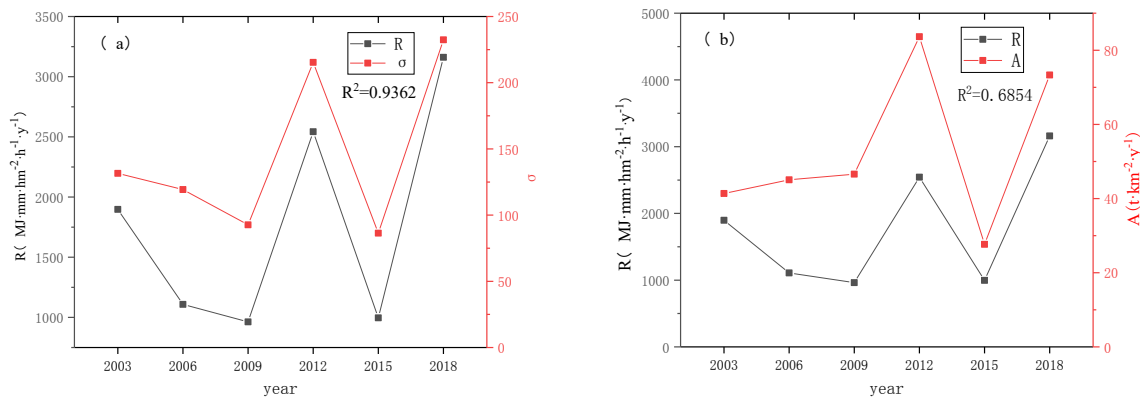 ( a)
R
σ
R²=0.9362
3500
3000
2500
2000
1500
1000
R( MJ·mm·hm⁻²·h⁻¹·y⁻¹)
250
200
150
100
50
0
σ
2003 2006 2009 2012 2015 2018
year
( b)
R
A
R²=0.6854
5000
4000
3000
2000
1000
0
R( MJ·mm·hm⁻²·h⁻¹·y⁻¹)
80
60
40
20
0
A(t·km⁻²·y⁻¹)
2003 2006 2009 2012 2015 2018
year